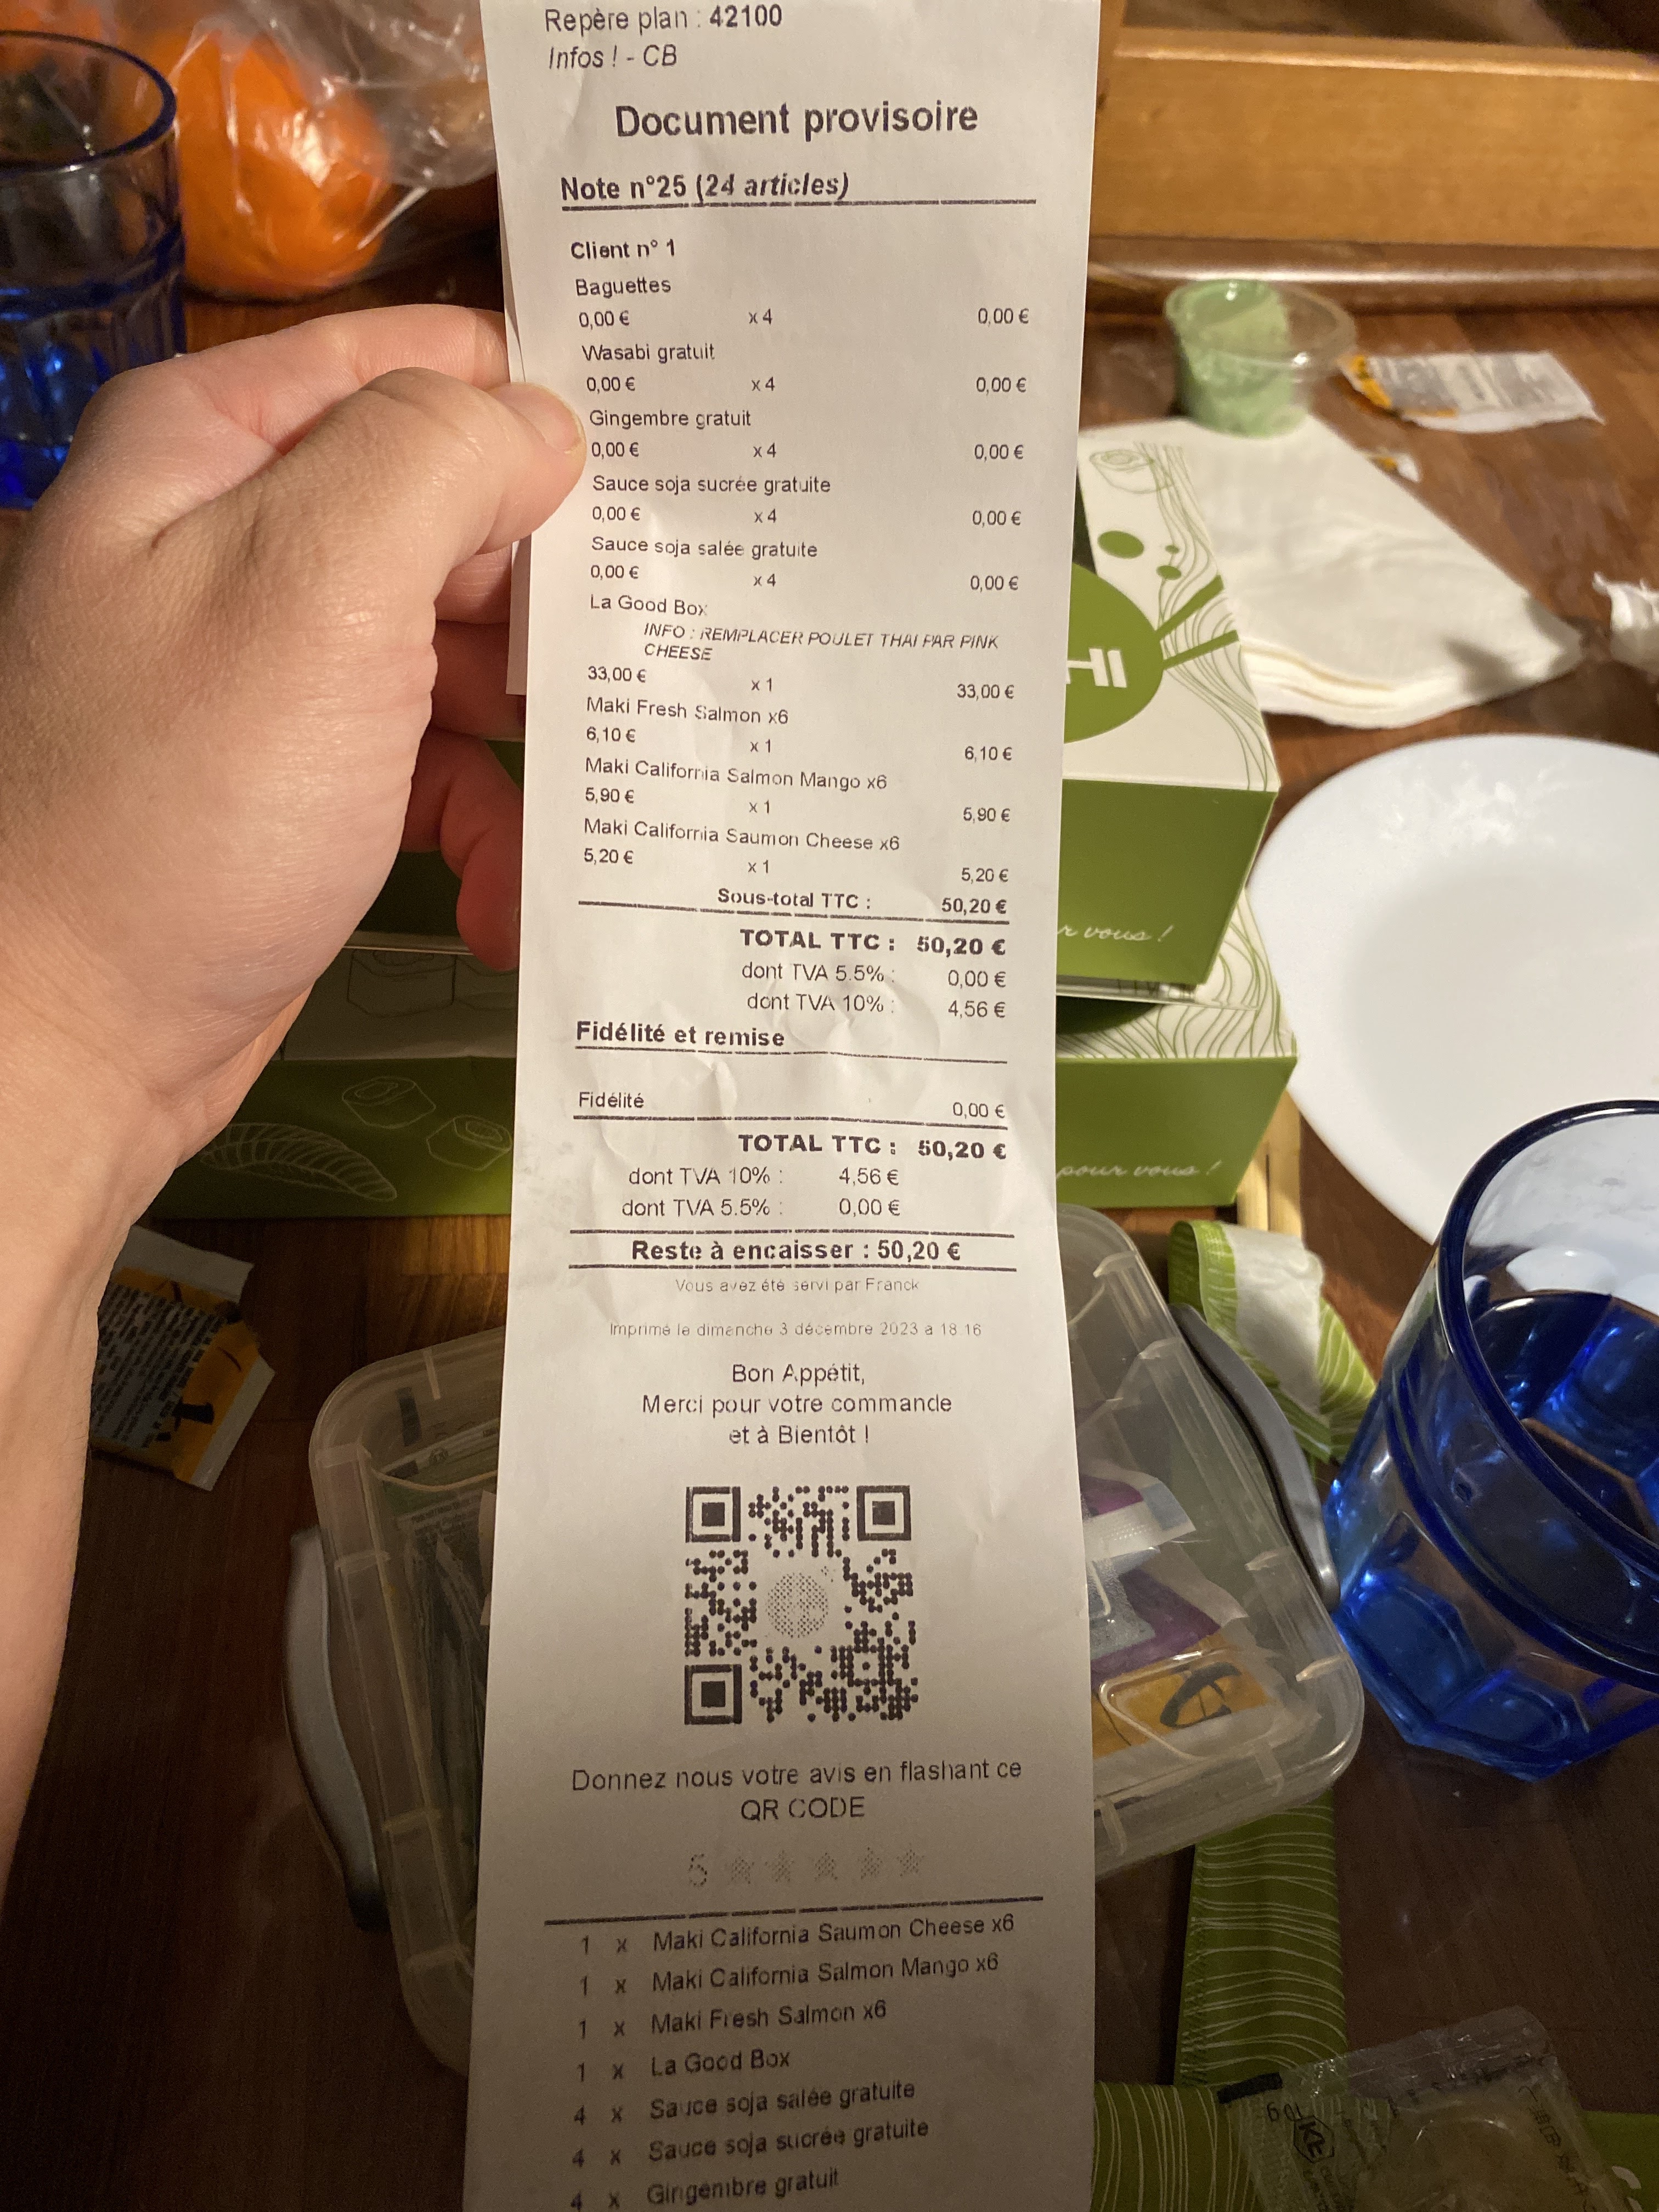 Repère plan : 42100
Infos ! - CB
Document provisoire
Note n°25 (24 articles)
Client n° 1
Baguettes
0,00 € x 4 0,00 €
Wasabi gratuit
0,00 € x 4 0,00 €
Gingembre gratuit
0,00 € x 4 0,00 €
Sauce soja sucrée gratuite
0,00 € x 4 0,00 €
Sauce soja salée gratuite
0,00 € x 4 0,00 €
La Good Box
INFO : REMPLACER POULET THAI PAR PINK
CHEESE
33,00 € x 1 33,00 €
Maki Fresh Salmon x6
6,10 € x 1 6,10 €
Maki California Salmon Mango x6
5,90 € x 1 5,90 €
Maki California Saumon Cheese x6
5,20 € x 1 5,20 €
Sous-total TTC : 50,20 €
TOTAL TTC : 50,20 €
dont TVA 5.5% : 0,00 €
dont TVA 10% : 4,56 €
Fidélité et remise
Fidélité 0,00 €
TOTAL TTC : 50,20 €
dont TVA 10% : 4,56 €
dont TVA 5.5% : 0,00 €
Reste à encaisser : 50,20 €
Vous avez été servi par Franck
Imprimé le dimanche 3 décembre 2023 à 18:16
Bon Appétit,
Merci pour votre commande
et à Bientôt !
Donnez nous votre avis en flashant ce
QR CODE
5
1 x Maki California Saumon Cheese x6
1 x Maki California Salmon Mango x6
1 x Maki Fresh Salmon x6
1 x La Good Box
4 x Sauce soja salée gratuite
4 x Sauce soja sucrée gratuite
4 x Gingembre gratuit
vous !
pour vous !